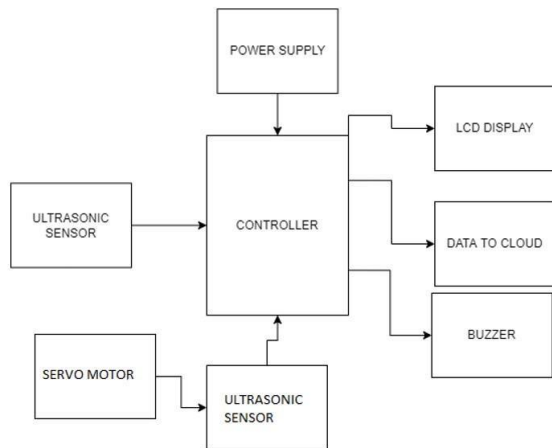 POWER SUPPLY
LCD DISPLAY
ULTRASONIC
SENSOR
CONTROLLER
DATA TO CLOUD
BUZZER
SERVO MOTOR
ULTRASONIC
SENSOR